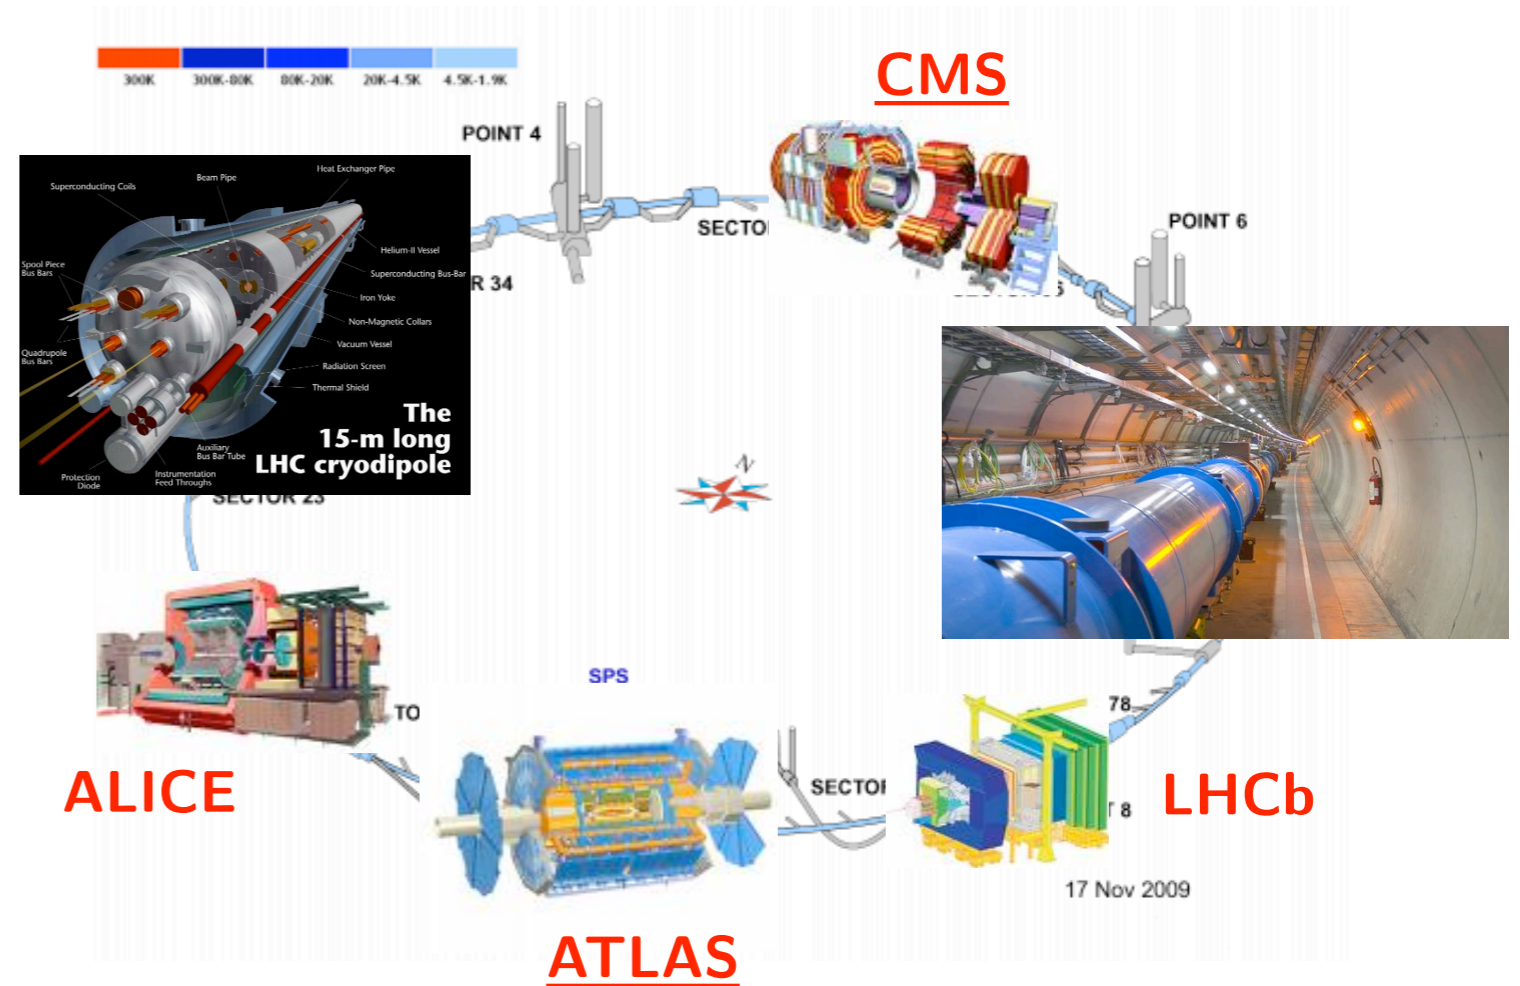 300K
300K-80K
80K-20K
20K-4.5K
4.5K-1.9K
CMS
POINT 4
POINT 6
SECTO
R 34
Heat Exchanger Pipe
Beam Pipe
Superconducting Coils
Helium-II Vessel
Spool Piece
Bus Bars
Superconducting Bus-Bar
Iron Yoke
Non-Magnetic Collars
Vacuum Vessel
Quadrupole
Bus Bars
Radiation Screen
Thermal Shield
The
15-m long
LHC cryodipole
Auxiliary
Bus Bar Tube
Instrumentation
Feed Throughs
Protection
Diode
SECTOR 23
N
SPS
TO
78
ALICE
SECTO
LHCb
T 8
17 Nov 2009
ATLAS